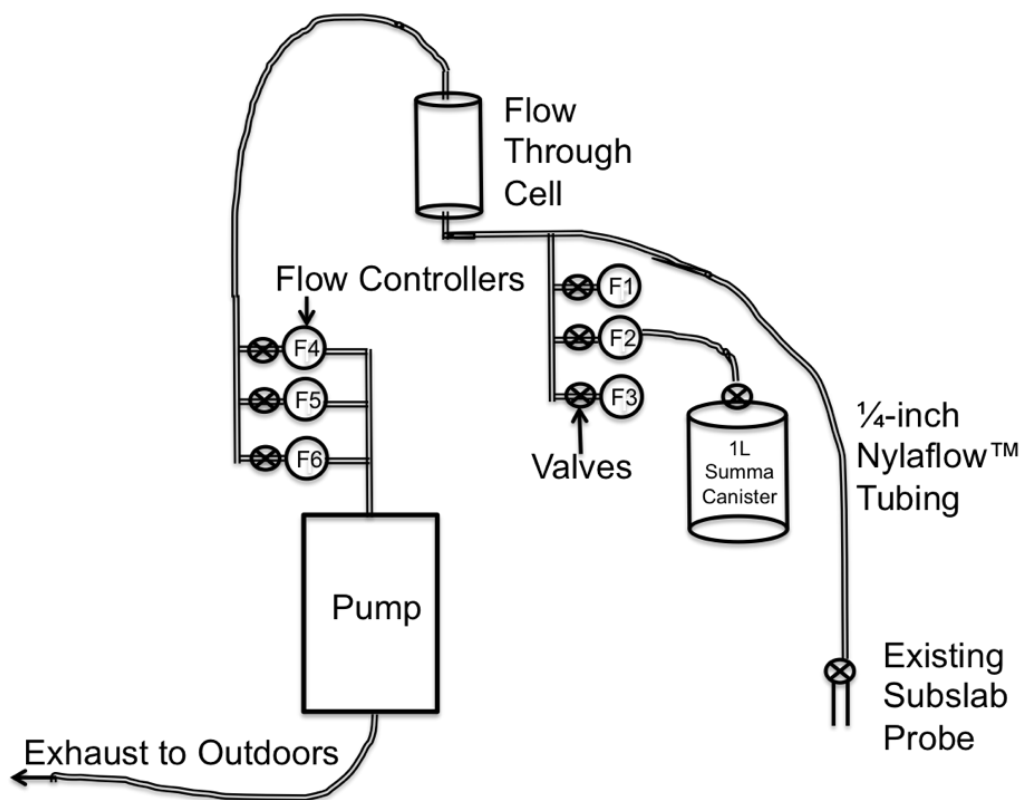 Flow
Through
Cell
Flow Controllers
F1
F2
F3
F4
F5
F6
Valves
1L
Summa
Canister
¼-inch
Nylaflow™
Tubing
Pump
Existing
Subslab
Probe
Exhaust to Outdoors